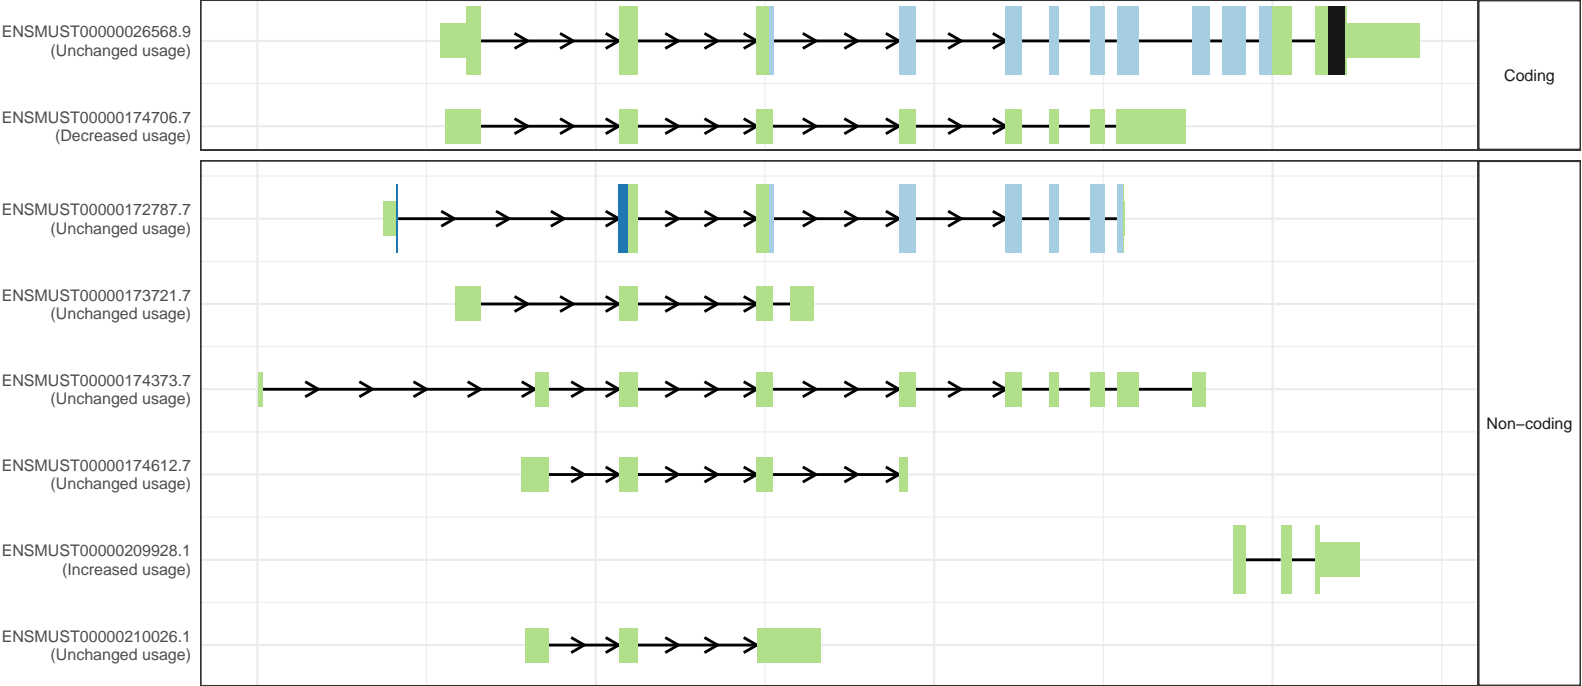 ENSMUST00000026568.9
(Unchanged usage)
ENSMUST00000174706.7
(Decreased usage)
Coding
ENSMUST00000172787.7
(Unchanged usage)
ENSMUST00000173721.7
(Unchanged usage)
ENSMUST00000174373.7
(Unchanged usage)
ENSMUST00000174612.7
(Unchanged usage)
ENSMUST00000209928.1
(Increased usage)
ENSMUST00000210026.1
(Unchanged usage)
Non−coding